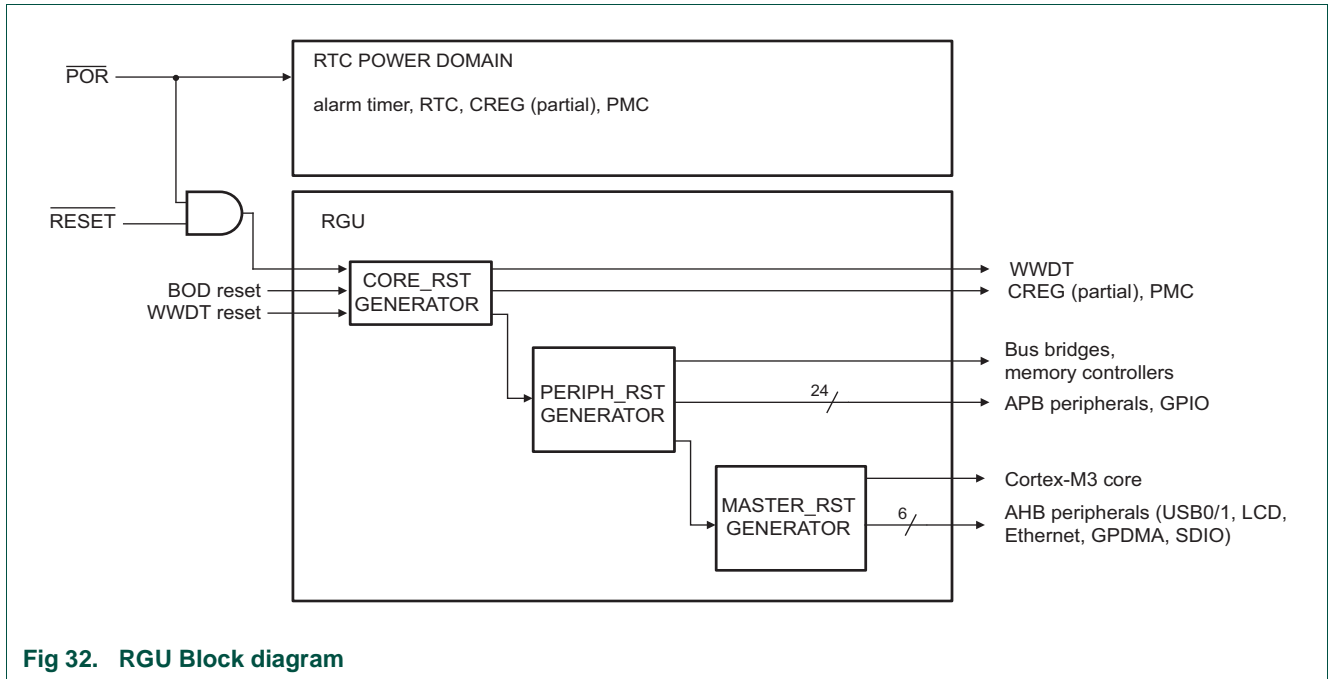 POR
RTC POWER DOMAIN
alarm timer, RTC, CREG (partial), PMC
RESET
RGU
BOD reset
WWDT reset
CORE_RST
GENERATOR
WWDT
CREG (partial), PMC
PERIPH_RST
GENERATOR
Bus bridges,
memory controllers
24
APB peripherals, GPIO
MASTER_RST
GENERATOR
Cortex-M3 core
6
AHB peripherals (USB0/1, LCD,
Ethernet, GPDMA, SDIO)
Fig 32. RGU Block diagram